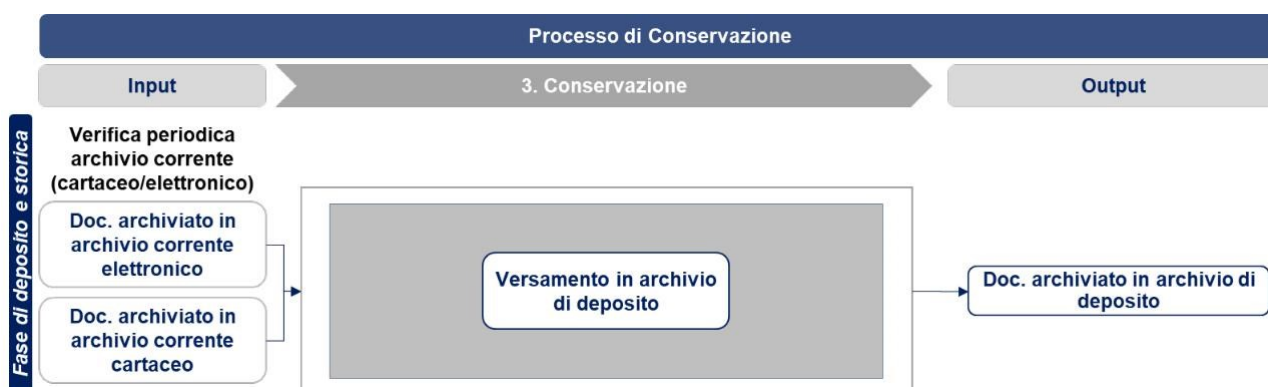 Processo di Conservazione
Input
3. Conservazione
Output
Fase di deposito e storica
Verifica periodica
archivio corrente
(cartaceo/elettronico)
Doc. archiviato in
archivio corrente
elettronico
Doc. archiviato in
archivio corrente
cartaceo
Versamento in archivio
di deposito
Doc. archiviato in archivio di
deposito